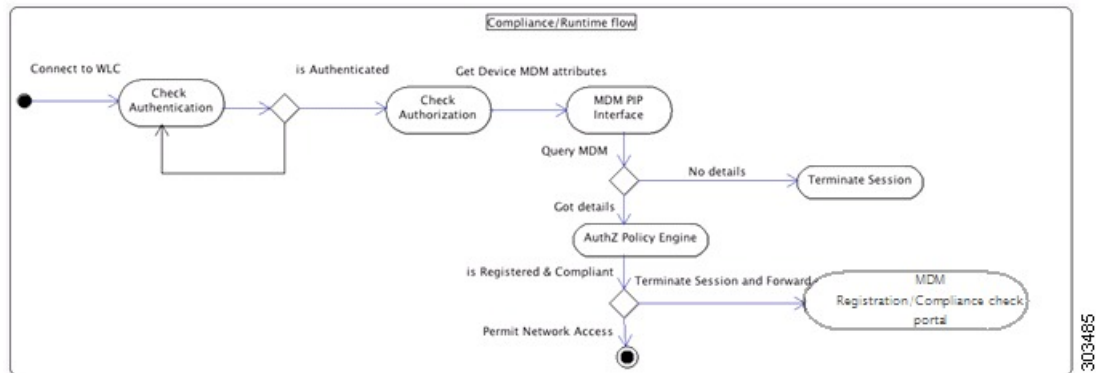 Compliance/Runtime flow
Connect to WLC
is Authenticated
Get Device MDM attributes
Check
Authentication
Check
Authorization
MDM PIP
Interface
Query MDM
No details
Terminate Session
Got details
AuthZ Policy Engine
is Registered & Compliant
Terminate Session and Forward
MDM
Registration/Compliance check
portal
Permit Network Access
303485